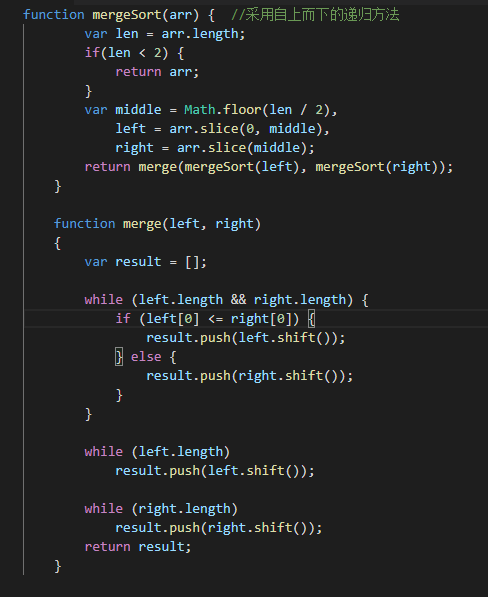 function mergeSort(arr) {  //采用自上而下的递归方法
        var len = arr.length;
        if(len < 2) {
            return arr;
        }
        var middle = Math.floor(len / 2),
            left = arr.slice(0, middle),
            right = arr.slice(middle);
        return merge(mergeSort(left), mergeSort(right));
    }

    function merge(left, right)
    {
        var result = [];

        while (left.length && right.length) {
            if (left[0] <= right[0]) {
                result.push(left.shift());
            } else {
                result.push(right.shift());
            }
        }

        while (left.length)
            result.push(left.shift());

        while (right.length)
            result.push(right.shift());
        return result;
    }